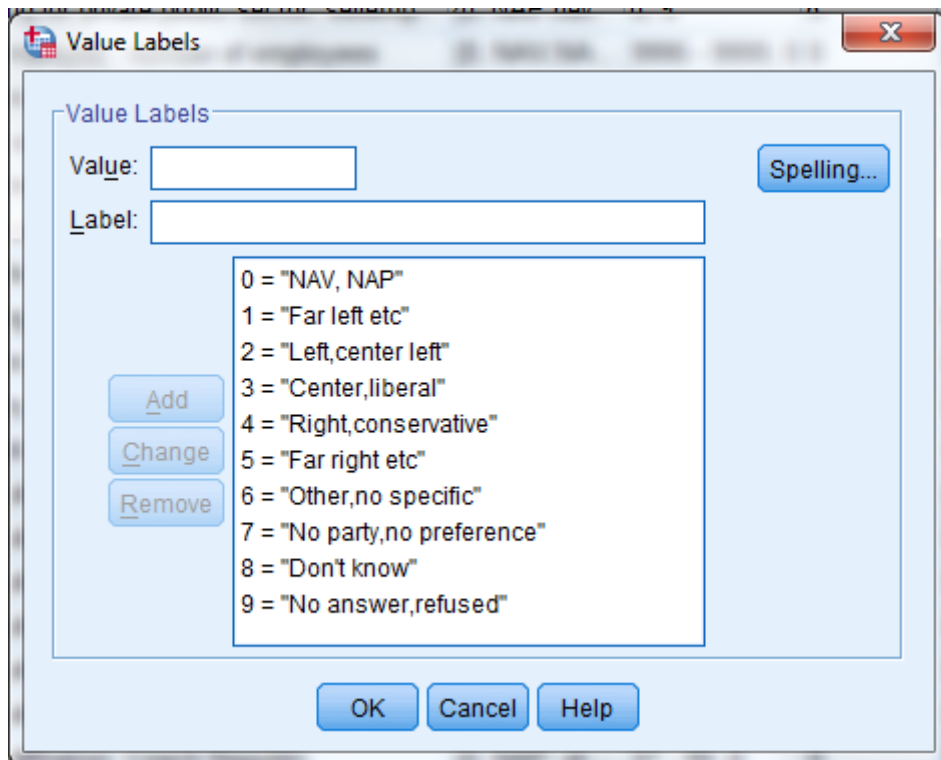 Value Labels
Value Labels
Value:
Spelling...
Label:
0 = "NAV, NAP"
1 = "Far left etc"
2 = "Left,center left"
3 = "Center,liberal"
4 = "Right,conservative"
5 = "Far right etc"
6 = "Other,no specific"
7 = "No party,no preference"
8 = "Don't know"
9 = "No answer,refused"
Add
Change
Remove
OK Cancel Help